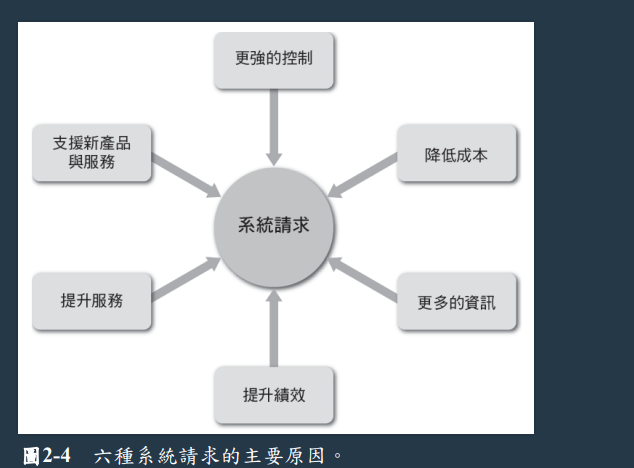 更強的控制
支援新產品
與服務
降低成本
系統請求
提升服務
更多的資訊
提升績效
圖2-4 六種系統請求的主要原因。